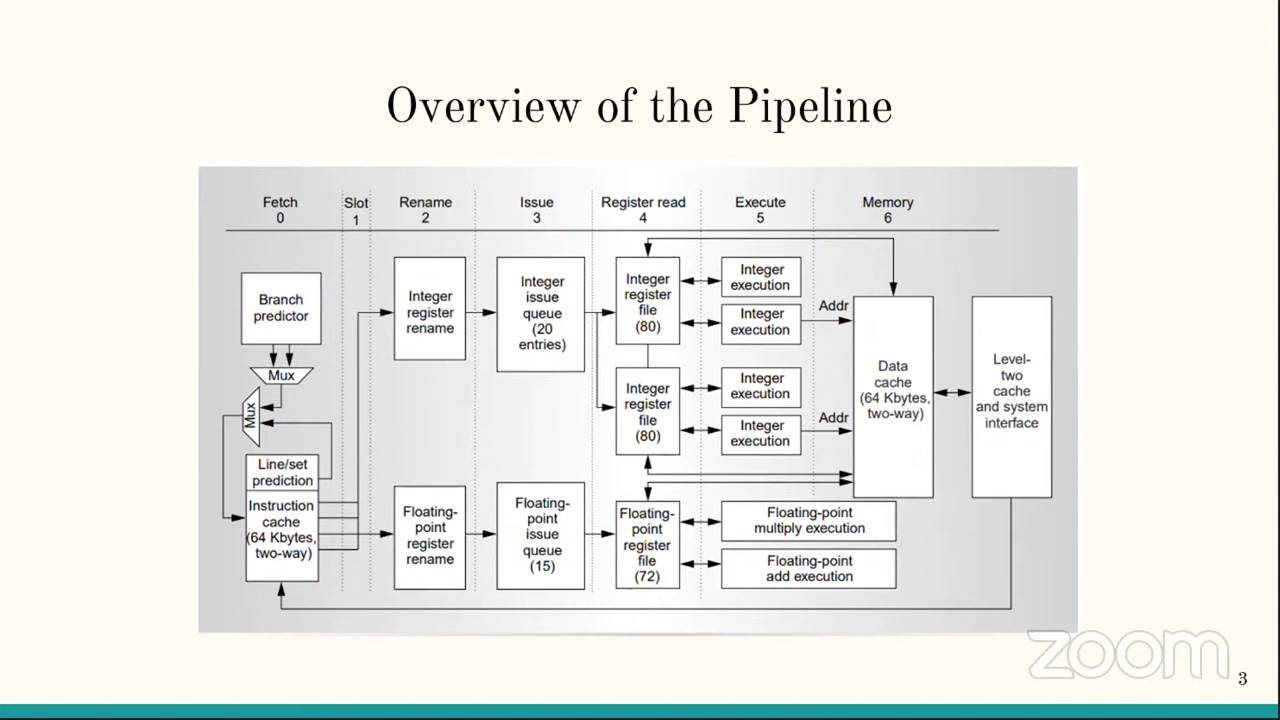 Overview of the Pipeline
Fetch
0
Slot
1
Rename
2
Issue
3
Register read
4
Execute
5
Memory
6
Branch
predictor
Mux
Mux
Line/set
prediction
Instruction
cache
(64 Kbytes,
two-way)
Integer
register
rename
Integer
issue
queue
(20
entries)
Integer
register
file
(80)
Integer
execution
Integer
execution
Addr
Integer
register
file
(80)
Integer
execution
Integer
execution
Addr
Data
cache
(64 Kbytes,
two-way)
Level-
two
cache
and system
interface
Floating-
point
register
rename
Floating-
point
issue
queue
(15)
Floating-
point
register
file
(72)
Floating-point
multiply execution
Floating-point
add execution
zoom
3